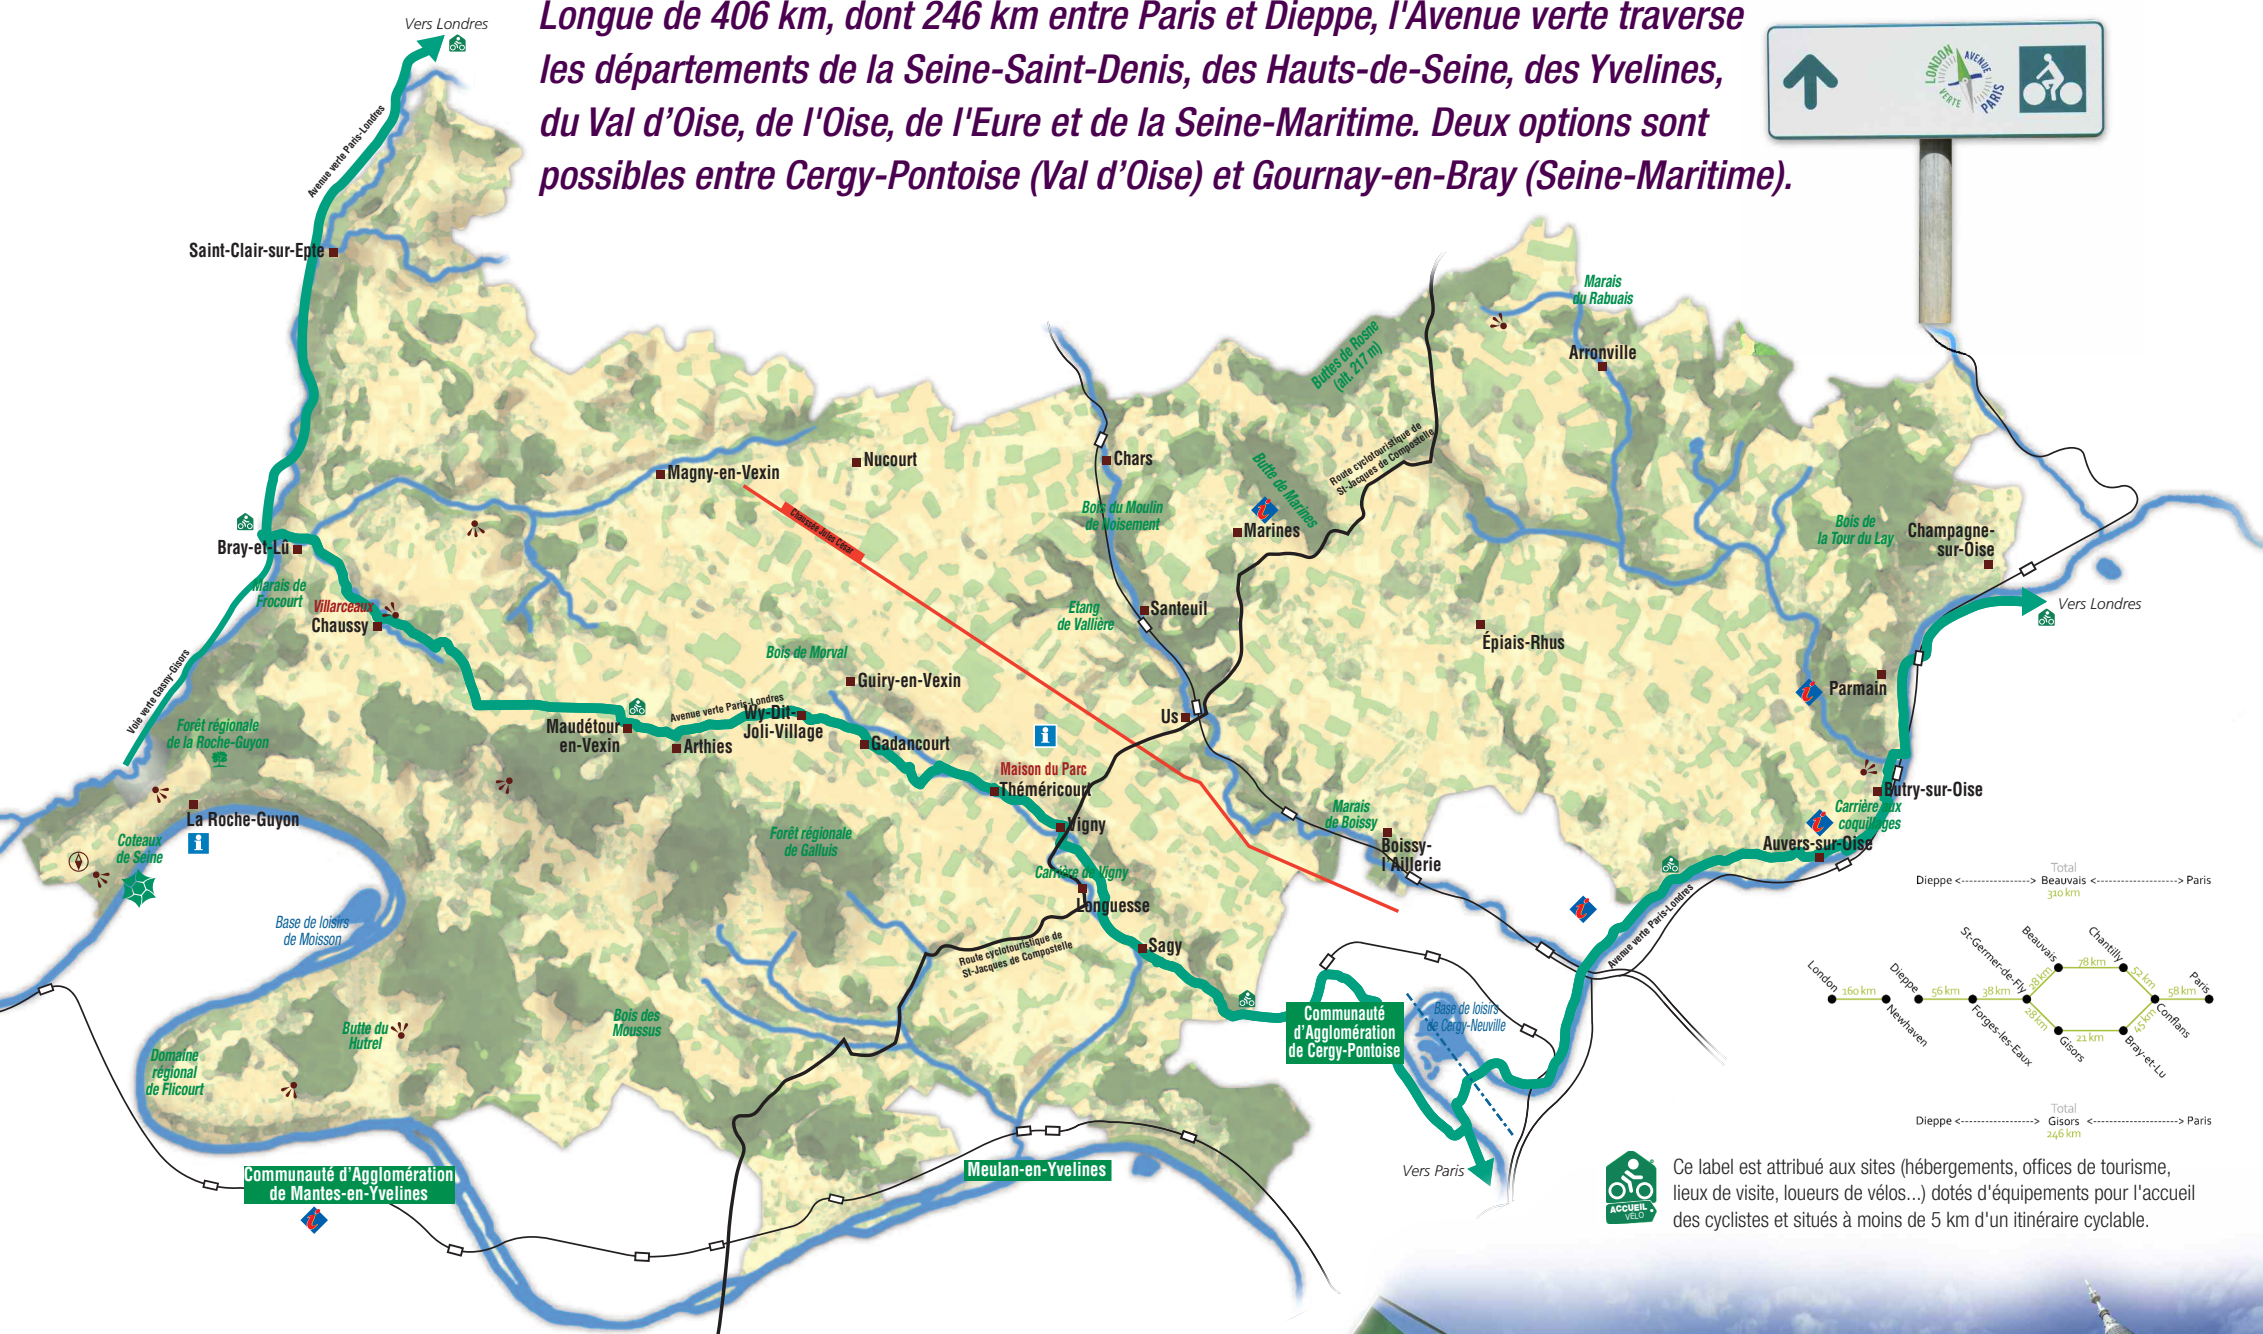 Longue de 406 km, dont 246 km entre Paris et Dieppe, l'Avenue verte traverse
les départements de la Seine-Saint-Denis, des Hauts-de-Seine, des Yvelines,
du Val d’Oise, de l'Oise, de l'Eure et de la Seine-Maritime. Deux options sont
possibles entre Cergy-Pontoise (Val d’Oise) et Gournay-en-Bray (Seine-Maritime).
LONDON
AVENUE
VERTE
PARIS
Vers Londres
Avenue verte Paris-Londres
Saint-Clair-sur-Epte
Marais
du Rabuais
Arronville
Buttes de Rosne
(alt. 217 m)
Route cyclotouristique de
St-Jacques de Compostelle
Magny-en-Vexin
Nucourt
Chars
Butte de Marines
Marines
Bois du Moulin
de Noisement
Chaussée Jules César
Bois de
la Tour du Lay
Champagne-
sur-Oise
Bray-et-Lû
Marais de
Frocourt
Villarceaux
Chaussy
Etang
de Vallière
Santeuil
Épiais-Rhus
Vers Londres
Voie verte Gasny-Gisors
Bois de Morval
Guiry-en-Vexin
Parmain
Forêt régionale
de la Roche-Guyon
Maudétour
en-Vexin
Avenue verte Paris-Londres
Arthies
Wy-Dit-
Joli-Village
Gadancourt
Us
Maison du Parc
Théméricourt
Butry-sur-Oise
Carrière aux
coquillages
La Roche-Guyon
Coteaux
de Seine
Forêt régionale
de Galluis
Vigny
Carrière de Vigny
Longuesse
Marais
de Boissy
Boissy-
l'Aillerie
Auvers-sur-Oise
Base de loisirs
de Moisson
Sagy
Route cyclotouristique de
St-Jacques de Compostelle
Avenue verte Paris-Londres
Butte du
Hutrel
Bois des
Moussus
Domaine
régional
de Flicourt
Communauté
d'Agglomération
de Cergy-Pontoise
Base de loisirs
de Cergy-Neuville
Communauté d'Agglomération
de Mantes-en-Yvelines
Meulan-en-Yvelines
Vers Paris
Total
Dieppe <----------------> Beauvais <------------------> Paris
310 km
London
160 km
Newhaven
Dieppe
56 km
Forges-les-Eaux
38 km
St-Germer-de-Fly
28 km
Beauvais
78 km
Chantilly
52 km
28 km
Gisors
21 km
Bray-et-Lu
45 km
Conflans
58 km
Paris
Total
Dieppe <----------------> Gisors <------------------> Paris
246 km
ACCUEIL
VÉLO
Ce label est attribué aux sites (hébergements, offices de tourisme,
lieux de visite, loueurs de vélos...) dotés d'équipements pour l'accueil
des cyclistes et situés à moins de 5 km d'un itinéraire cyclable.